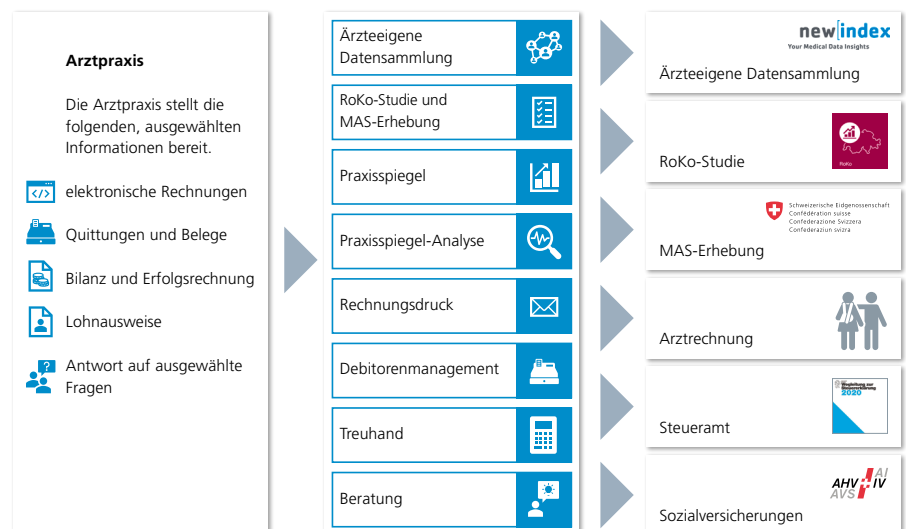 Arztpraxis
Die Arztpraxis stellt die
folgenden, ausgewählten
Informationen bereit.
</>
elektronische Rechnungen
Quittungen und Belege
Bilanz und Erfolgsrechnung
Lohnausweise
?
Antwort auf ausgewählte
Fragen
Ärzteeigene
Datensammlung
RoKo-Studie und
MAS-Erhebung
Praxisspiegel
Praxisspiegel-Analyse
Rechnungsdruck
Debitorenmanagement
Treuhand
Beratung
new[index
Your Medical Data Insights
Ärzteeigene Datensammlung
RoKo
RoKo-Studie
Schweizerische Eidgenossenschaft
Confédération suisse
Confederazione Svizzera
Confederaziun svizra
MAS-Erhebung
Arztrechnung
Wegleitung zur
Steuererklärung
2020
Steueramt
AHV IV
AVS AI
Sozialversicherungen